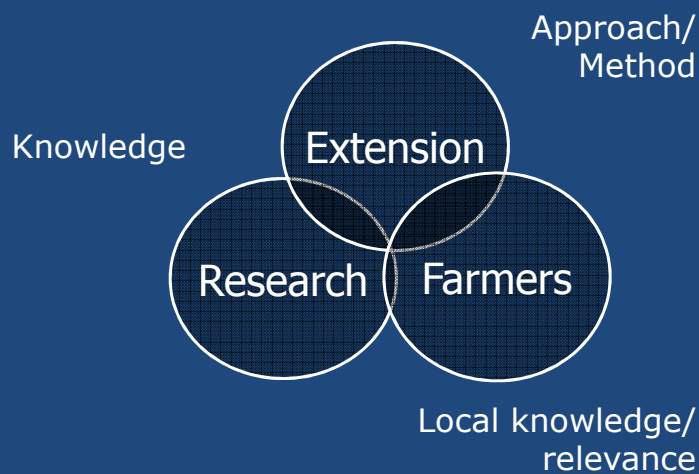 Approach/
Method
Knowledge
Extension
Research
Farmers
Local knowledge/
relevance